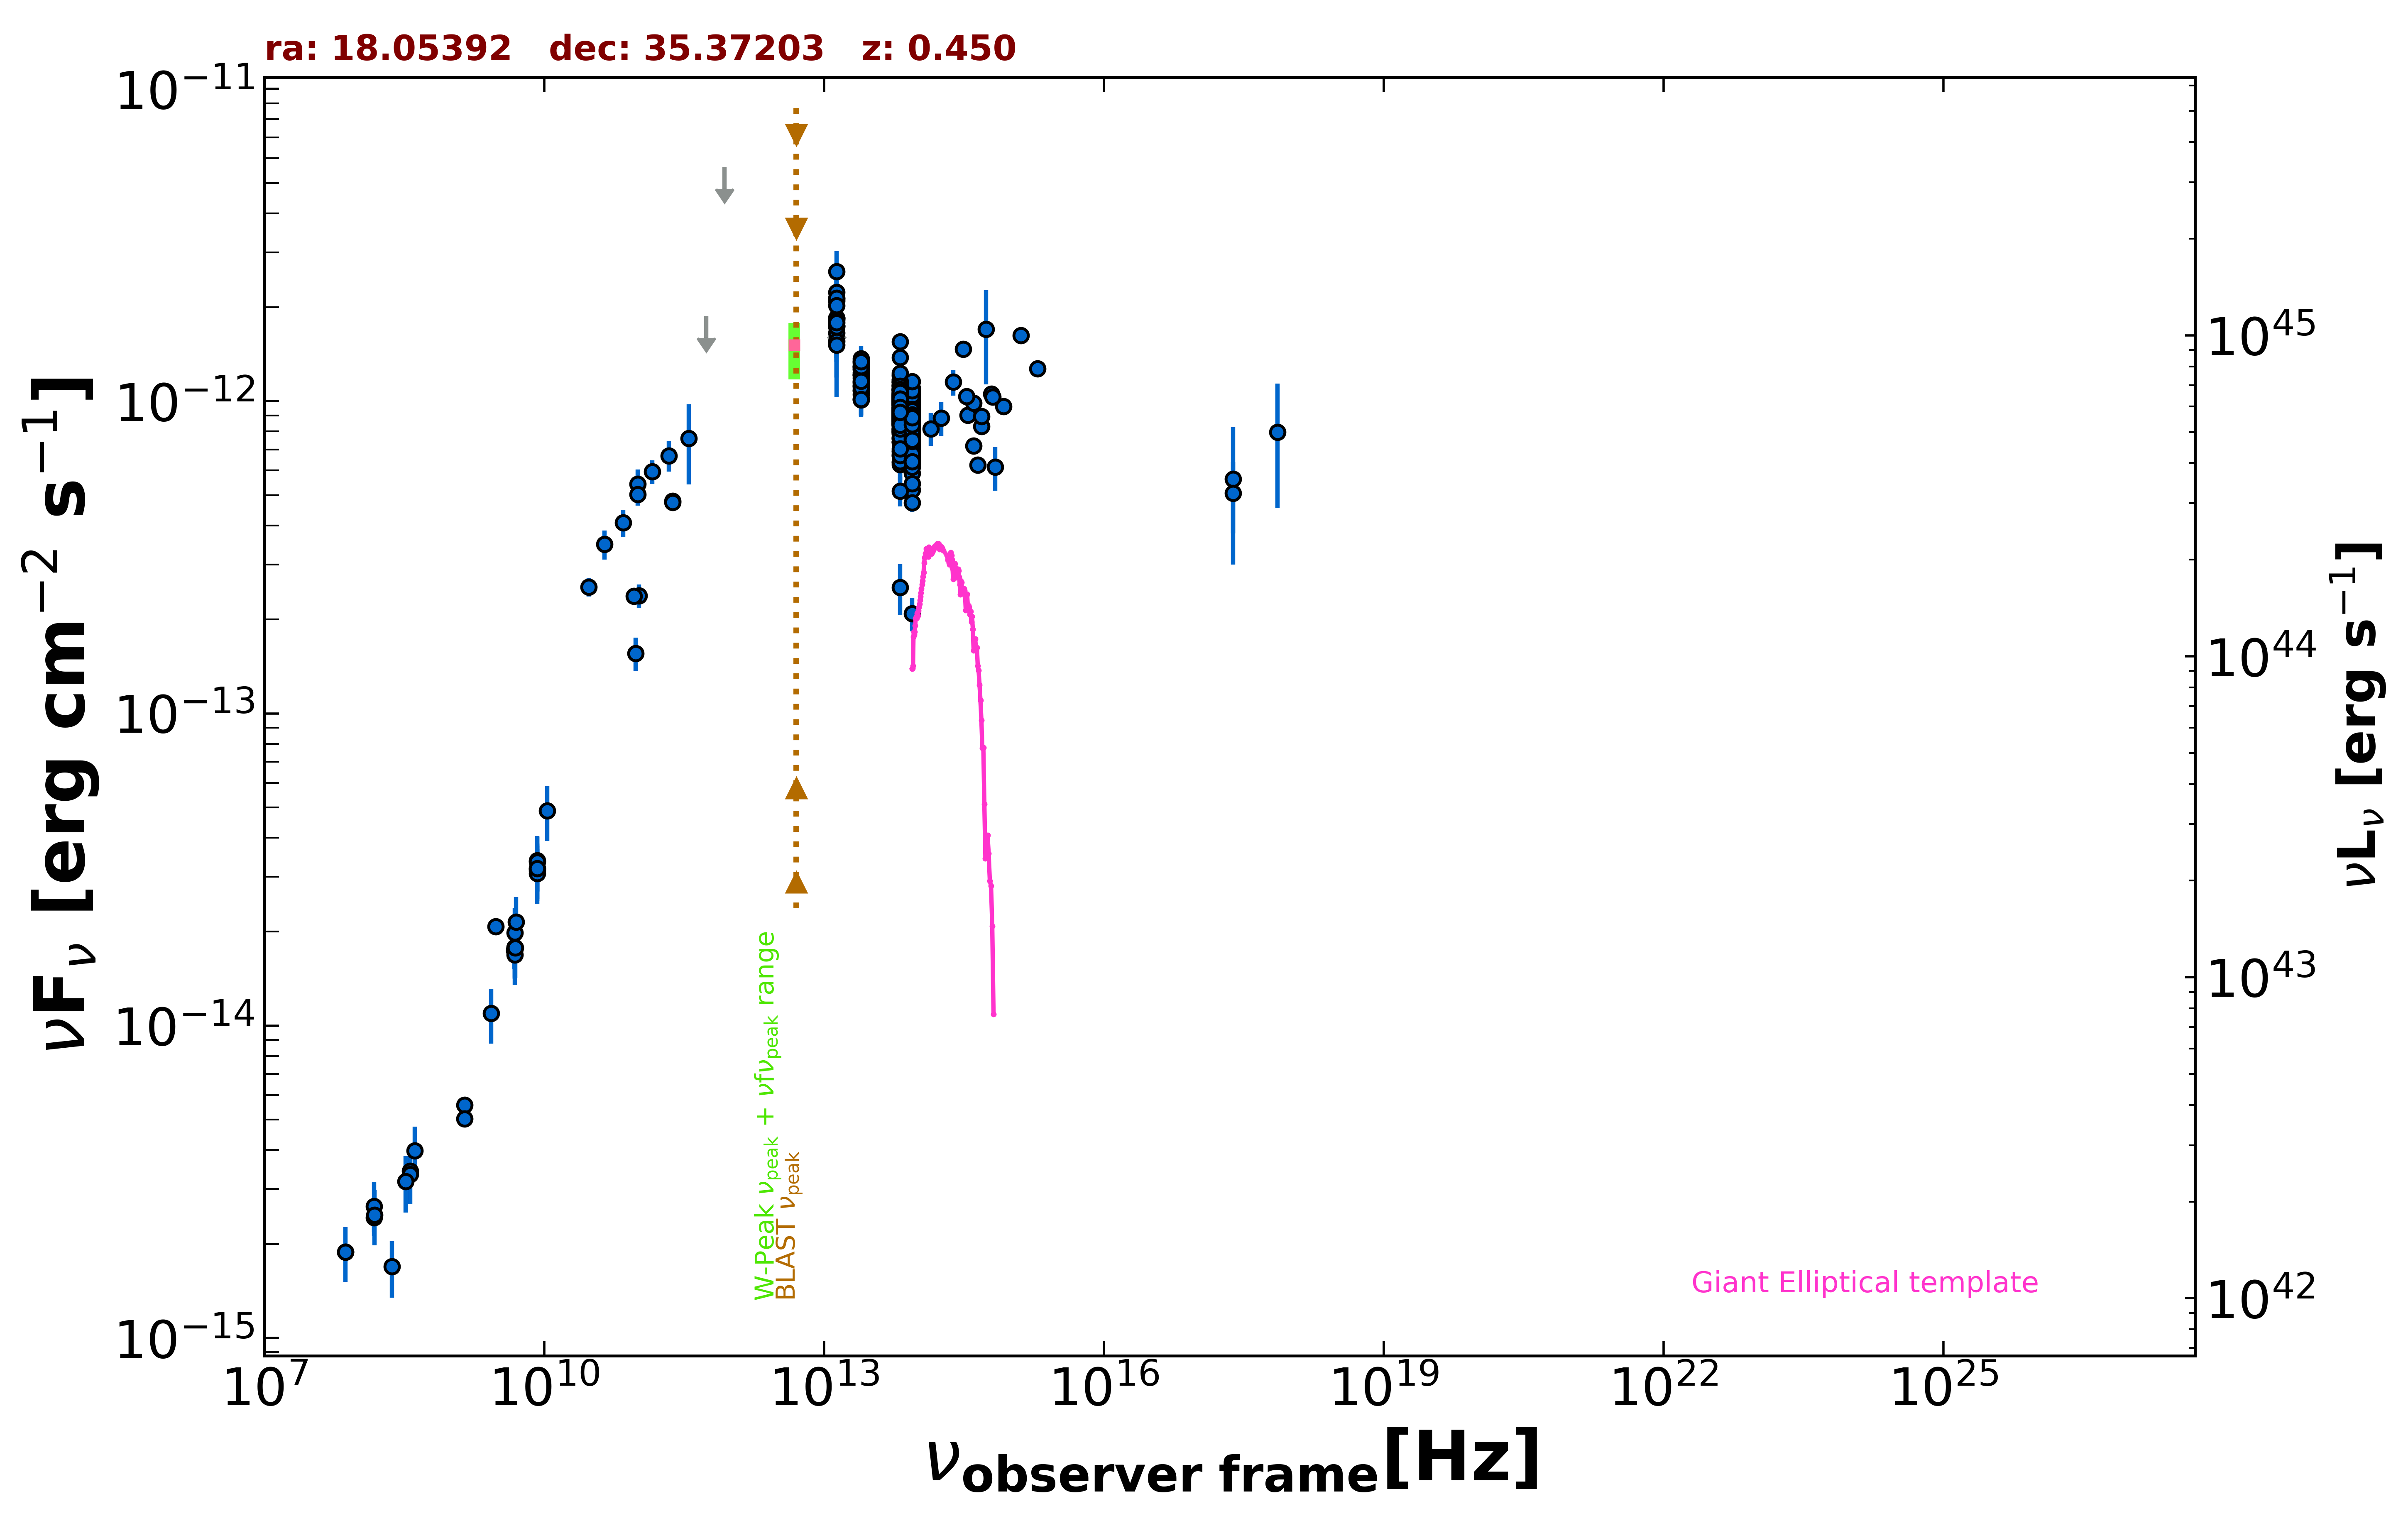 ra: 18.05392 dec: 35.37203 z: 0.450
νF_ν [erg cm⁻² s⁻¹]
10⁻¹¹
10⁻¹²
10⁻¹³
10⁻¹⁴
10⁻¹⁵
W-Peak ν_peak + νfν_peak range
BLAST ν_peak
Giant Elliptical template
10⁴⁵
10⁴⁴
10⁴³
10⁴²
νL_ν [erg s⁻¹]
10⁷ 10¹⁰ 10¹³ 10¹⁶ 10¹⁹ 10²² 10²⁵
ν_observer frame [Hz]